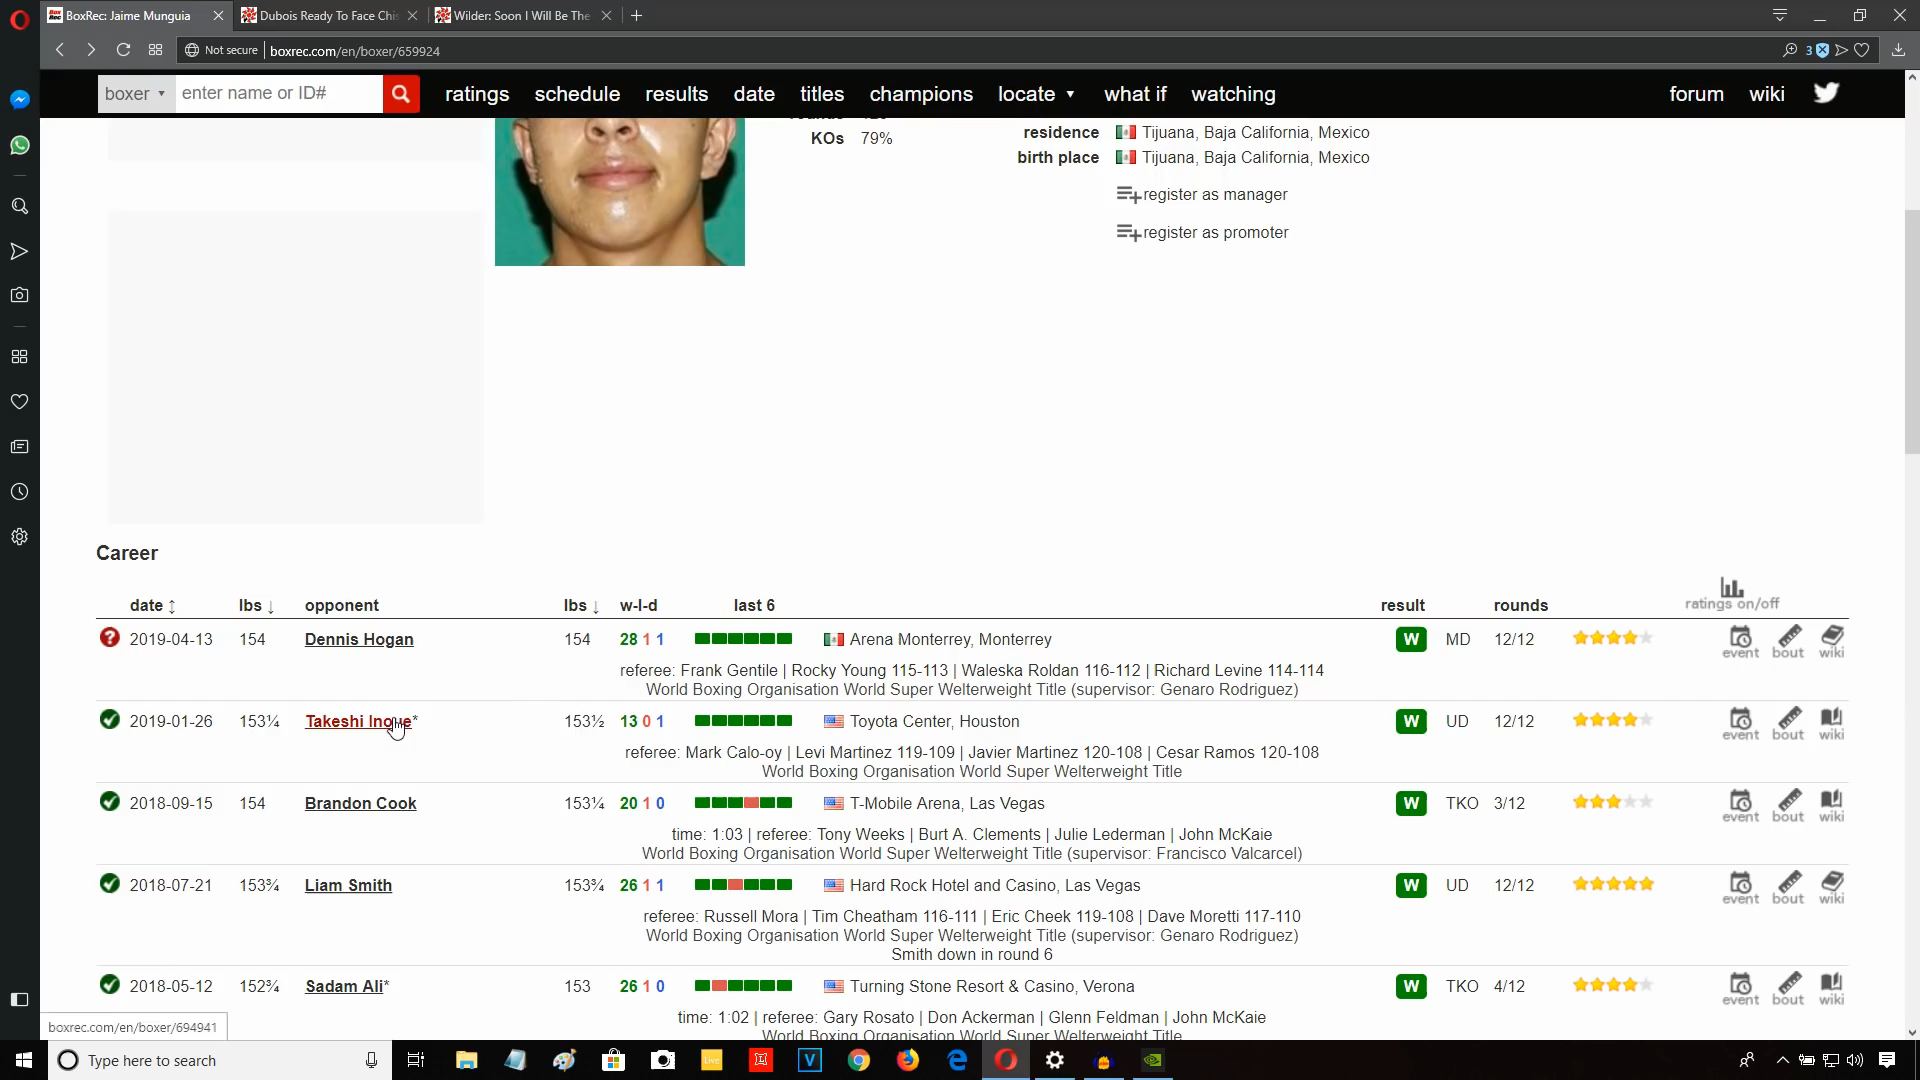 BoxRec: Jaime Munguia
Dubois Ready To Face Chis
Wilder: Soon I Will Be The
Not secure
boxrec.com/en/boxer/659924
3
boxer
enter name or ID#
ratings
schedule
results
date
titles
champions
locate
what if
watching
forum
wiki
KOs 79%
residence Tijuana, Baja California, Mexico
birth place Tijuana, Baja California, Mexico
register as manager
register as promoter
Career
ratings on/off
date ↕ lbs ↓ opponent lbs ↓ w-l-d last 6 result rounds
2019-04-13 154 Dennis Hogan 154 28 1 1 Arena Monterrey, Monterrey W MD 12/12 event bout wiki
referee: Frank Gentile | Rocky Young 115-113 | Waleska Roldan 116-112 | Richard Levine 114-114
World Boxing Organisation World Super Welterweight Title (supervisor: Genaro Rodriguez)
2019-01-26 153¼ Takeshi Inoue* 153½ 13 0 1 Toyota Center, Houston W UD 12/12 event bout wiki
referee: Mark Calo-oy | Levi Martinez 119-109 | Javier Martinez 120-108 | Cesar Ramos 120-108
World Boxing Organisation World Super Welterweight Title
2018-09-15 154 Brandon Cook 153¼ 20 1 0 T-Mobile Arena, Las Vegas W TKO 3/12 event bout wiki
time: 1:03 | referee: Tony Weeks | Burt A. Clements | Julie Lederman | John McKaie
World Boxing Organisation World Super Welterweight Title (supervisor: Francisco Valcarcel)
2018-07-21 153¾ Liam Smith 153¾ 26 1 1 Hard Rock Hotel and Casino, Las Vegas W UD 12/12 event bout wiki
referee: Russell Mora | Tim Cheatham 116-111 | Eric Cheek 119-108 | Dave Moretti 117-110
World Boxing Organisation World Super Welterweight Title (supervisor: Genaro Rodriguez)
Smith down in round 6
2018-05-12 152¾ Sadam Ali* 153 26 1 0 Turning Stone Resort & Casino, Verona W TKO 4/12 event bout wiki
time: 1:02 | referee: Gary Rosato | Don Ackerman | Glenn Feldman | John McKaie
World Boxing Organisation World Super Welterweight Title
boxrec.com/en/boxer/694941
Type here to search